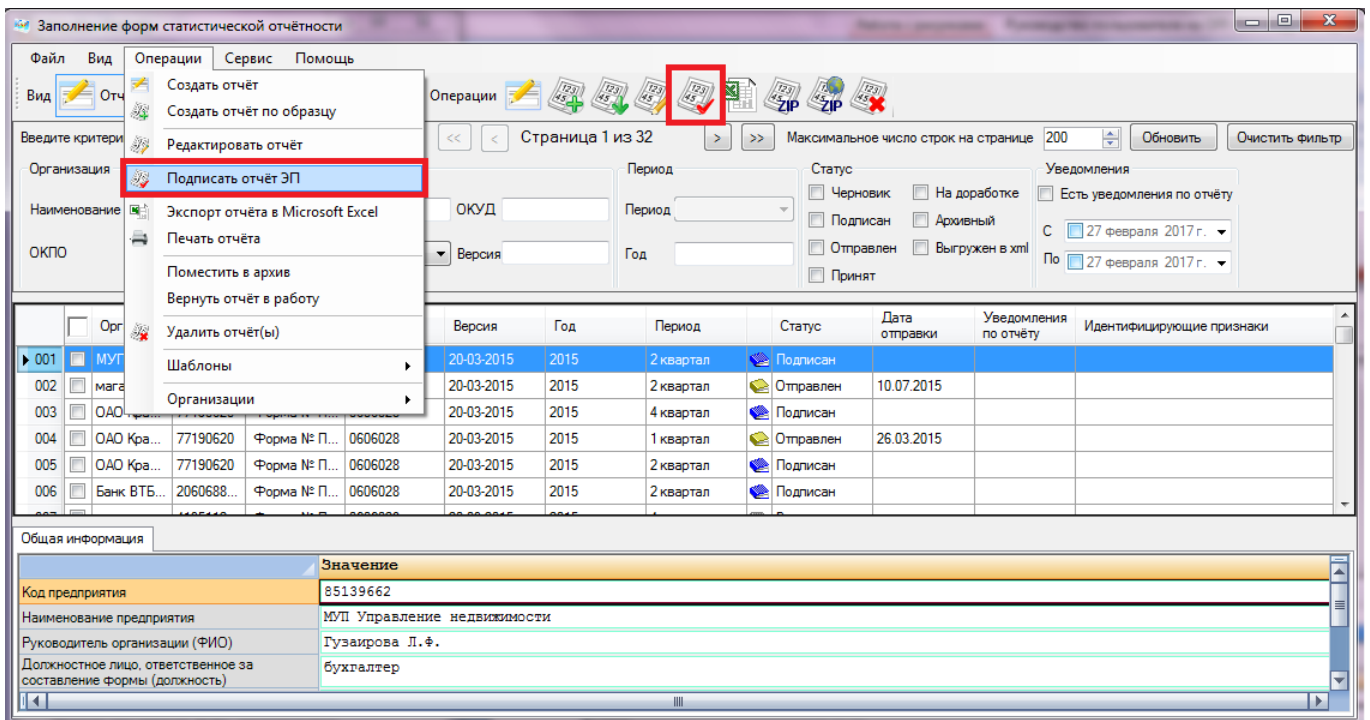 Заполнение форм статистической отчётности
Файл Вид Операции Сервис Помощь
Вид Операции
Создать отчёт
Создать отчёт по образцу
Редактировать отчёт
Подписать отчёт ЭП
Экспорт отчёта в Microsoft Excel
Печать отчёта
Поместить в архив
Вернуть отчёт в работу
Удалить отчёт(ы)
Шаблоны
Организации
Введите << < Страница 1 из 32 > >> Максимальное число строк на странице 200 Обновить Очистить фильтр
Организация Период Статус Уведомления
Черновик На доработке Есть уведомления по отчёту
Наименование ОКУД Период
Подписан Архивный С 27 февраля 2017 г.
ОКПО Версия Год
Отправлен Выгружен в xml По 27 февраля 2017 г.
Принят
Версия Год Период Статус Дата отправки Уведомления по отчёту Идентифицирующие признаки
001 МУП 20-03-2015 2015 2 квартал Подписан
002 20-03-2015 2015 2 квартал Отправлен 10.07.2015
003 ОАО 20-03-2015 2015 4 квартал Подписан
004 ОАО Кра... 77190620 Форма № П... 0606028 20-03-2015 2015 1 квартал Отправлен 26.03.2015
005 ОАО Кра... 77190620 Форма № П... 0606028 20-03-2015 2015 2 квартал Подписан
006 Банк ВТБ... 2060688... Форма № П... 0606028 20-03-2015 2015 2 квартал Подписан
Общая информация
Значение
Код предприятия 85139662
Наименование предприятия МУП Управление недвижимости
Руководитель организации (ФИО) Гузаирова Л.Ф.
Должностное лицо, ответственное за бухгалтер
составление формы (должность)